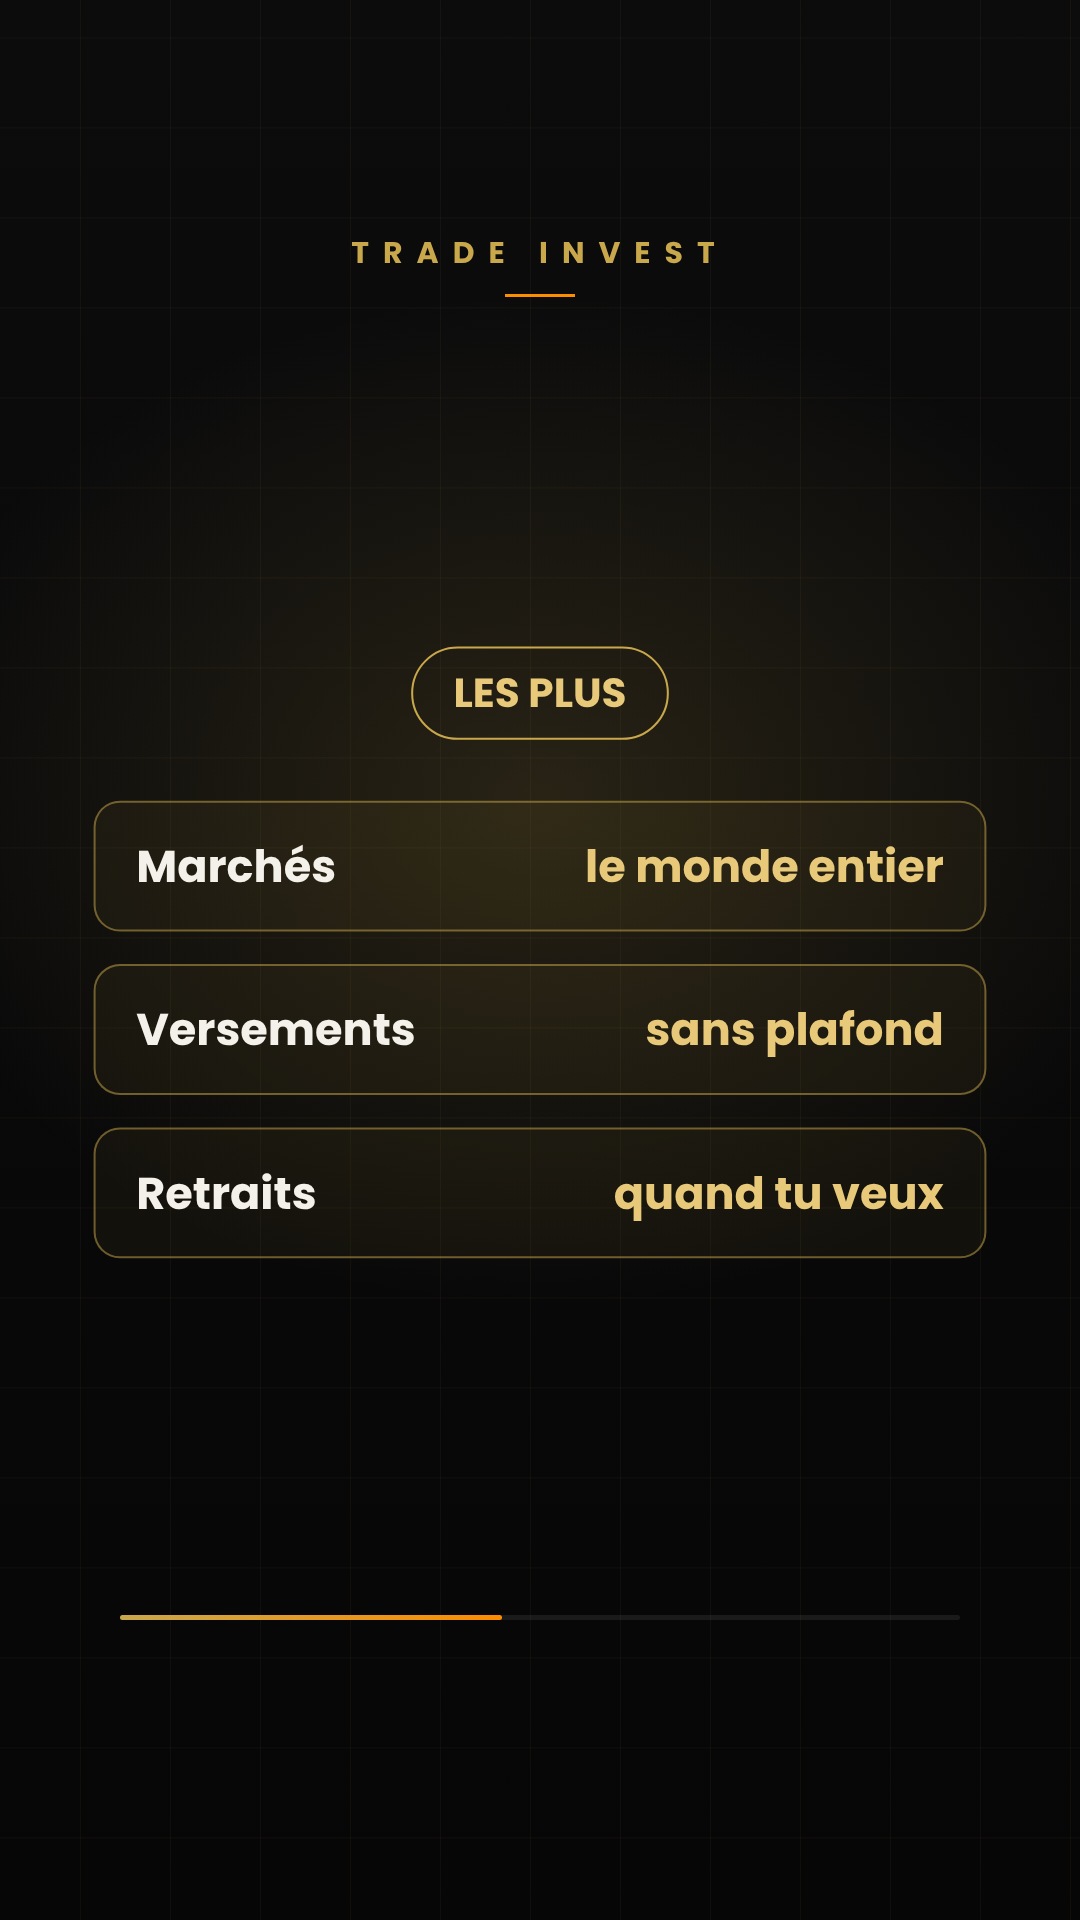 TRADE INVEST
LES PLUS
Marchés le monde entier
Versements sans plafond
Retraits quand tu veux